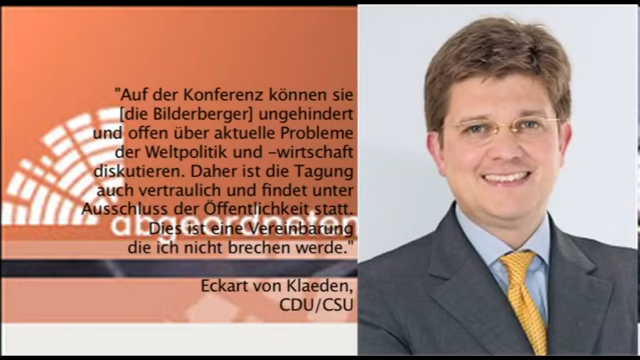 "Auf der Konferenz können sie
[die Bilderberger] ungehindert
und offen über aktuelle Probleme
der Weltpolitik und –wirtschaft
diskutieren. Daher ist die Tagung
auch vertraulich und findet unter
Ausschluss der Öffentlichkeit statt.
Dies ist eine Vereinbarung
die ich nicht brechen werde."
Eckart von Klaeden,
CDU/CSU
abgeordneten